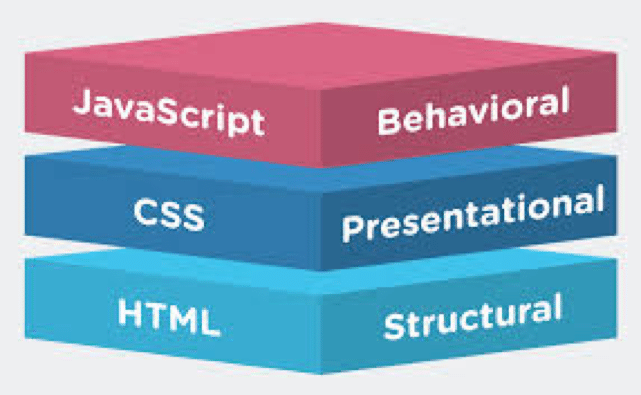 JavaScript Behavioral
CSS Presentational
HTML Structural